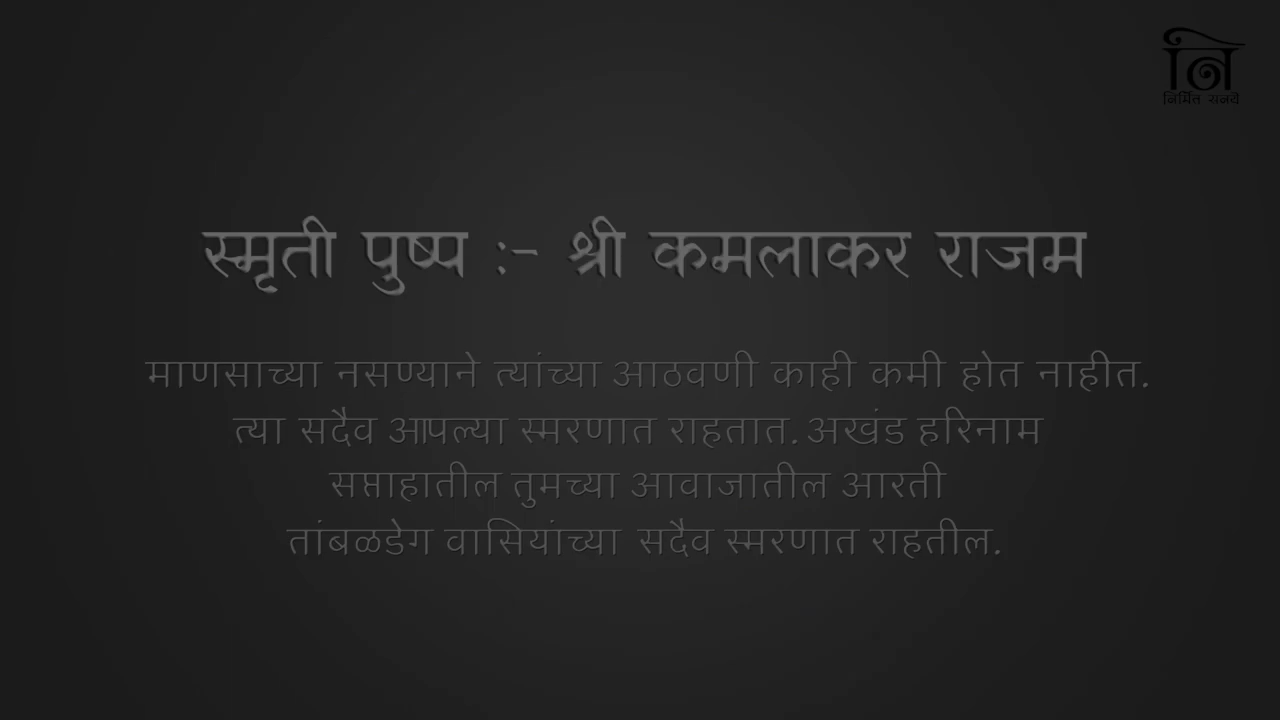 नि
निर्मित सनवे
स्मृती पुष्प :- श्री कमलाकर राजम
माणसाच्या नसण्याने त्यांच्या आठवणी काही कमी होत नाहीत.
त्या सदैव आपल्या स्मरणात राहतात. अखंड हरिनाम
सप्ताहातील तुमच्या आवाजातील आरती
तांबळडेग वासियांच्या सदैव स्मरणात राहतील.